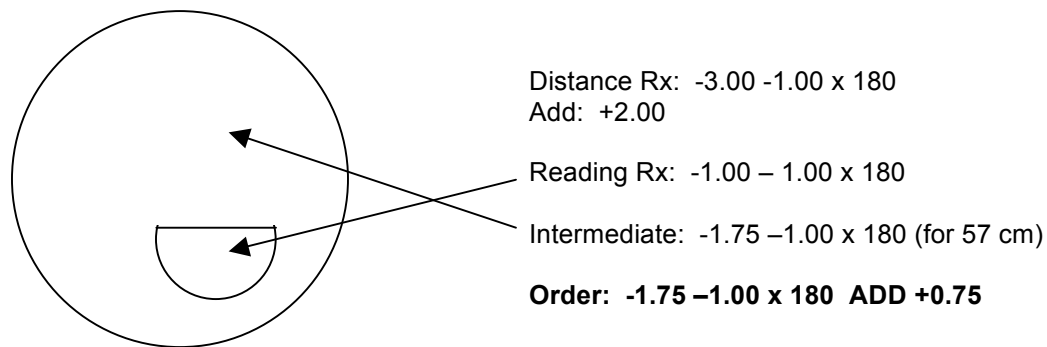 Distance Rx: -3.00 -1.00 x 180
Add: +2.00
Reading Rx: -1.00 – 1.00 x 180
Intermediate: -1.75 –1.00 x 180 (for 57 cm)
Order: -1.75 –1.00 x 180 ADD +0.75